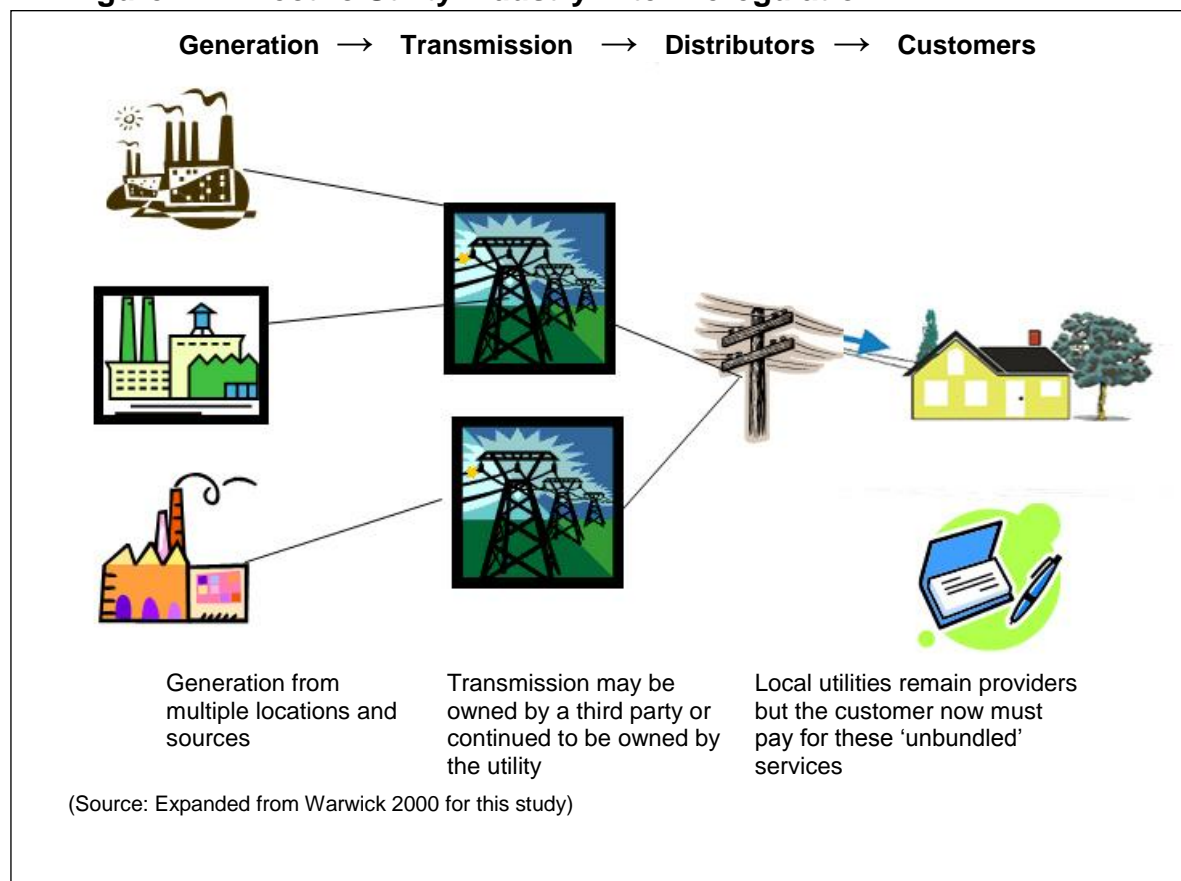 Generation → Transmission → Distributors → Customers
Generation from
multiple locations and
sources
Transmission may be
owned by a third party or
continued to be owned by
the utility
Local utilities remain providers
but the customer now must
pay for these ‘unbundled’
services
(Source: Expanded from Warwick 2000 for this study)